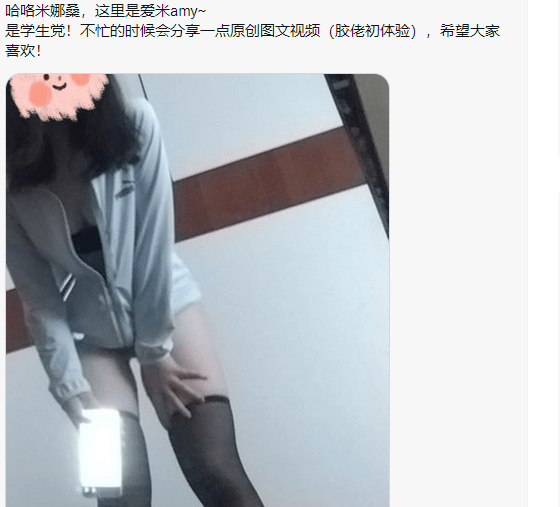 哈咯米娜桑，这里是爱米amy~
是学生党！不忙的时候会分享一点原创图文视频（胶佬初体验），希望大家
喜欢！